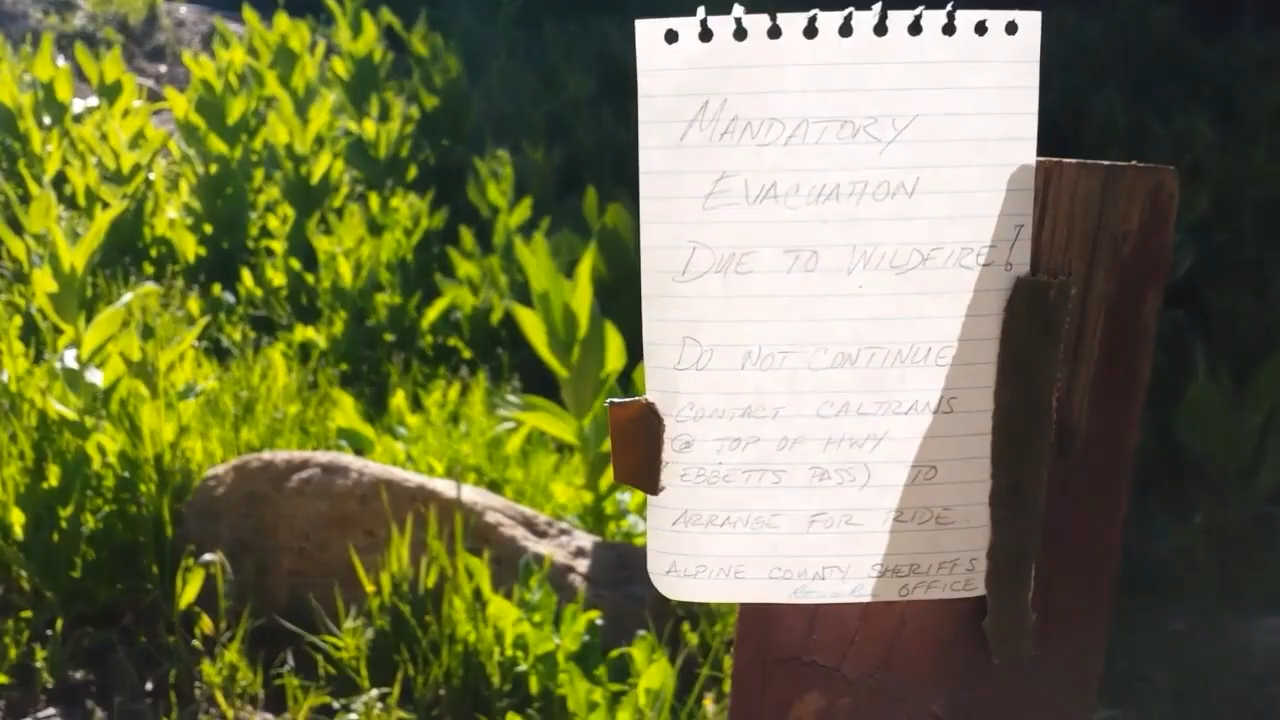 MANDATORY
EVACUATION
DUE TO WILDFIRE!
DO NOT CONTINUE
CONTACT CALTRANS
@ TOP OF HWY
EBBETTS PASS) TO
ARRANGE FOR RIDE.
ALPINE COUNTY SHERIFFS
OFFICE